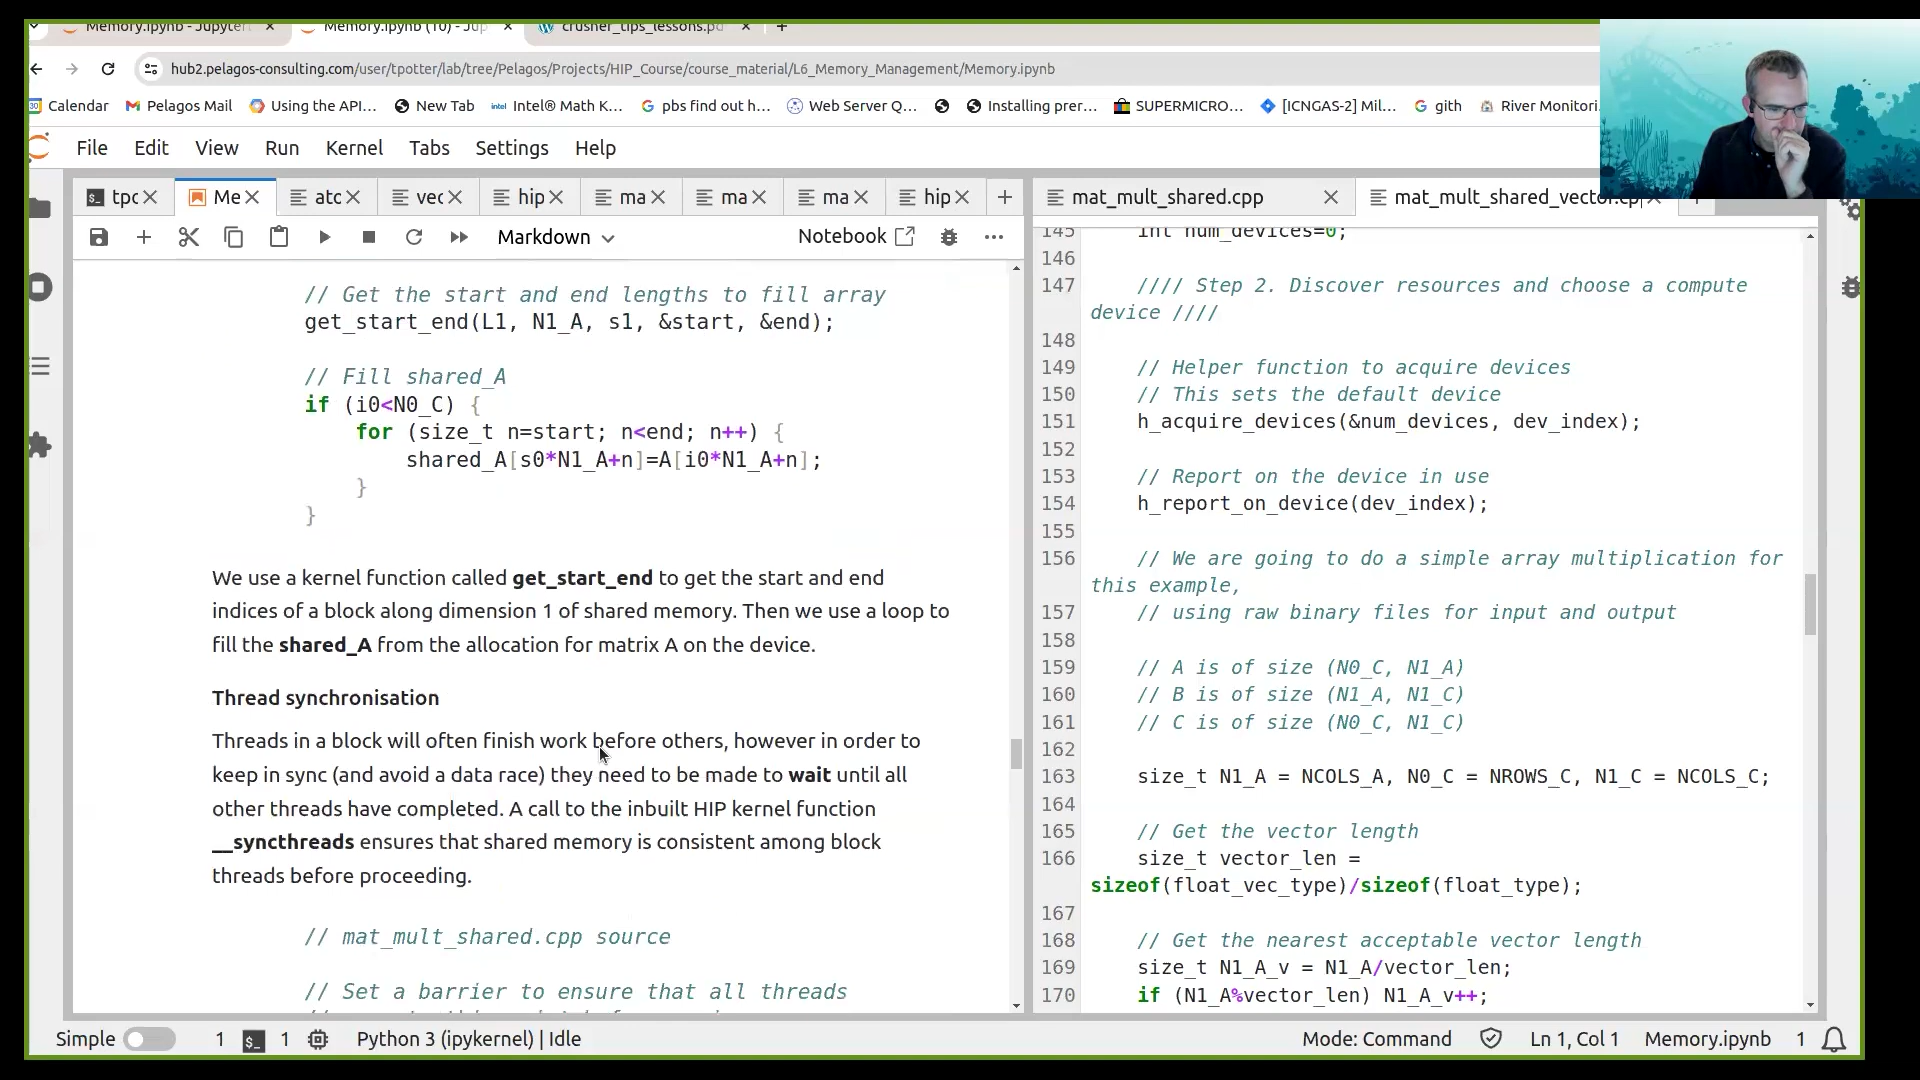 Memory.ipynb - Jupyter
Memory.ipynb (10) - Jup
crusher_tips_lessons.pd
hub2.pelagos-consulting.com/user/tpotter/lab/tree/Pelagos/Projects/HIP_Course/course_material/L6_Memory_Management/Memory.ipynb
Calendar
Pelagos Mail
Using the API...
New Tab
intel Intel® Math K...
pbs find out h...
Web Server Q...
Installing prer...
SUPERMICRO...
[ICNGAS-2] Mil...
gith
River Monitori
File Edit View Run Kernel Tabs Settings Help
tpc
Me
atc
vec
hip
ma
ma
ma
hip
Markdown
Notebook
// Get the start and end lengths to fill array
get_start_end(L1, N1_A, s1, &start, &end);
// Fill shared_A
if (i0<N0_C) {
for (size_t n=start; n<end; n++) {
shared_A[s0*N1_A+n]=A[i0*N1_A+n];
}
}
We use a kernel function called get_start_end to get the start and end
indices of a block along dimension 1 of shared memory. Then we use a loop to
fill the shared_A from the allocation for matrix A on the device.
Thread synchronisation
Threads in a block will often finish work before others, however in order to
keep in sync (and avoid a data race) they need to be made to wait until all
other threads have completed. A call to the inbuilt HIP kernel function
__syncthreads ensures that shared memory is consistent among block
threads before proceeding.
// mat_mult_shared.cpp source
// Set a barrier to ensure that all threads
mat_mult_shared.cpp
mat_mult_shared_vector.cp
145 int num_devices=0;
146
147 //// Step 2. Discover resources and choose a compute
device ////
148
149 // Helper function to acquire devices
150 // This sets the default device
151 h_acquire_devices(&num_devices, dev_index);
152
153 // Report on the device in use
154 h_report_on_device(dev_index);
155
156 // We are going to do a simple array multiplication for
this example,
157 // using raw binary files for input and output
158
159 // A is of size (N0_C, N1_A)
160 // B is of size (N1_A, N1_C)
161 // C is of size (N0_C, N1_C)
162
163 size_t N1_A = NCOLS_A, N0_C = NROWS_C, N1_C = NCOLS_C;
164
165 // Get the vector length
166 size_t vector_len =
sizeof(float_vec_type)/sizeof(float_type);
167
168 // Get the nearest acceptable vector length
169 size_t N1_A_v = N1_A/vector_len;
170 if (N1_A%vector_len) N1_A_v++;
Simple 1 1 Python 3 (ipykernel) | Idle Mode: Command Ln 1, Col 1 Memory.ipynb 1